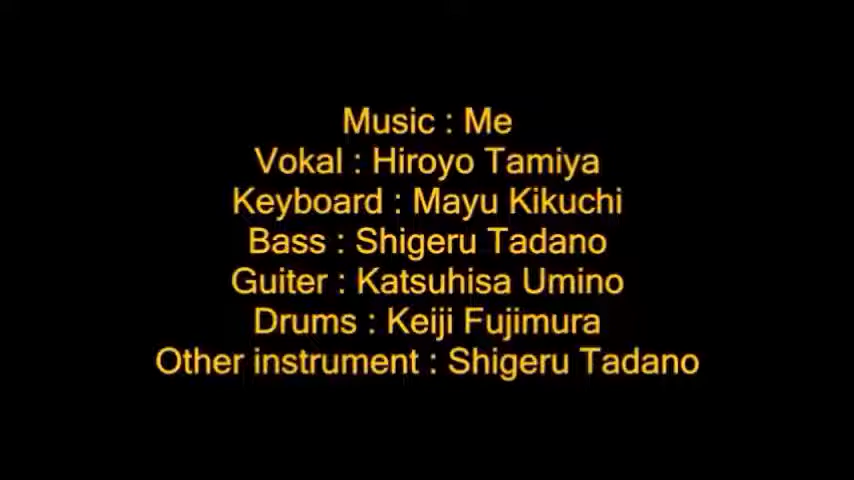 Music : Me
Vokal : Hiroyo Tamiya
Keyboard : Mayu Kikuchi
Bass : Shigeru Tadano
Guiter : Katsuhisa Umino
Drums : Keiji Fujimura
Other instrument : Shigeru Tadano